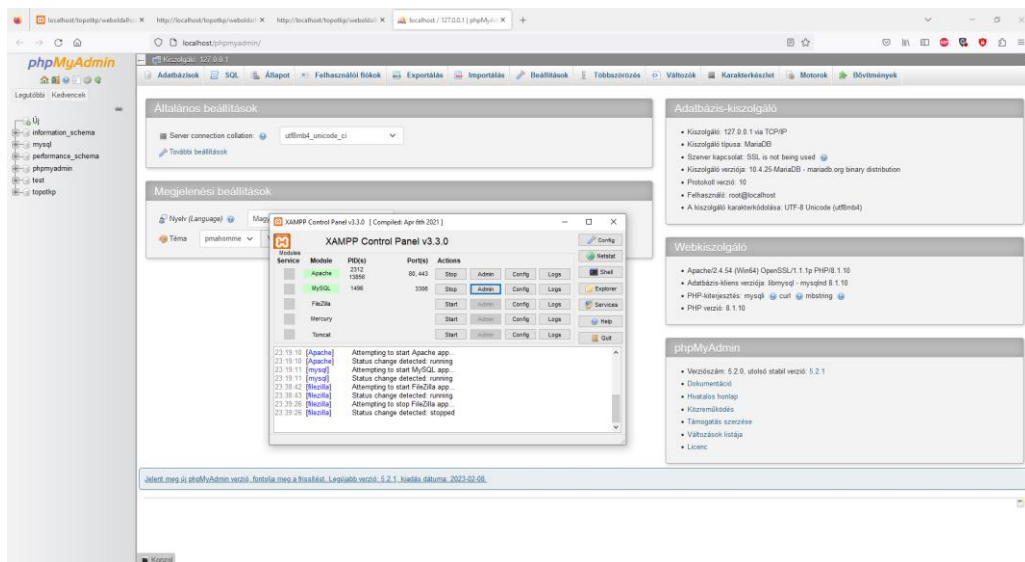 localhost/topotkp/weboldalho
http://localhost/topotkp/weboldal/
http://localhost/topotkp/weboldal/
localhost / 127.0.0.1 | phpMyAdm
localhost/phpmyadmin/
phpMyAdmin
Legutóbbi Kedvencek
Új
information_schema
mysql
performance_schema
phpmyadmin
test
topotkp
Kiszolgáló: 127.0.0.1
Adatbázisok SQL Állapot Felhasználói fiókok Exportálás Importálás Beállítások Többszörözés Változók Karakterkészlet Motorok Bővítmények
Általános beállítások
Server connection collation: utf8mb4_unicode_ci
További beállítások
Megjelenési beállítások
Nyelv (Language)
Téma pmahomme
XAMPP Control Panel v3.3.0 [ Compiled: Apr 6th 2021 ]
XAMPP Control Panel v3.3.0
Modules
Service Module PID(s) Port(s) Actions
Apache 2312 13856 80, 443 Stop Admin Config Logs
MySQL 1496 3306 Stop Admin Config Logs
FileZilla Start Admin Config Logs
Mercury Start Admin Config Logs
Tomcat Start Admin Config Logs
Config
Netstat
Shell
Explorer
Services
Help
Quit
23:19:10 [Apache] Attempting to start Apache app...
23:19:10 [Apache] Status change detected: running
23:19:11 [mysql] Attempting to start MySQL app...
23:19:11 [mysql] Status change detected: running
23:38:42 [filezilla] Attempting to start FileZilla app...
23:38:43 [filezilla] Status change detected: running
23:39:26 [filezilla] Attempting to stop FileZilla app...
23:39:26 [filezilla] Status change detected: stopped
Adatbázis-kiszolgáló
Kiszolgáló: 127.0.0.1 via TCP/IP
Kiszolgáló típusa: MariaDB
Szerver kapcsolat: SSL is not being used
Kiszolgáló verziója: 10.4.25-MariaDB - mariadb.org binary distribution
Protokoll verzió: 10
Felhasználó: root@localhost
A kiszolgáló karakterkódolása: UTF-8 Unicode (utf8mb4)
Webkiszolgáló
Apache/2.4.54 (Win64) OpenSSL/1.1.1p PHP/8.1.10
Adatbázis-kliens verziója: libmysql - mysqlnd 8.1.10
PHP-kiterjesztés: mysqli curl mbstring
PHP verzió: 8.1.10
phpMyAdmin
Verziószám: 5.2.0, utolsó stabil verzió: 5.2.1
Dokumentáció
Hivatalos honlap
Közreműködés
Támogatás szerzése
Változások listája
Licenc
Jelent meg új phpMyAdmin verzió, fontolja meg a frissítést. Legújabb verzió: 5.2.1, kiadás dátuma: 2023-02-08.
Konzol